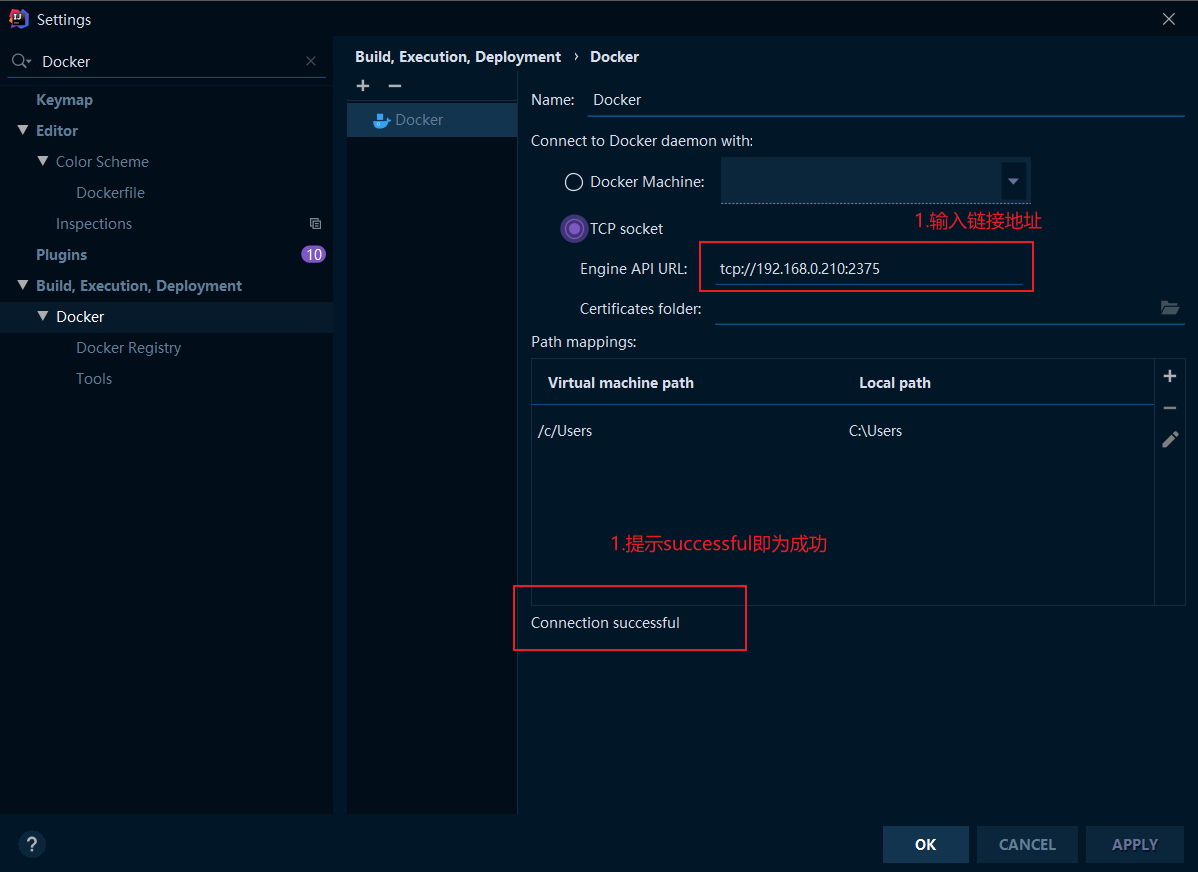 Settings
Docker
Keymap
Editor
Color Scheme
Dockerfile
Inspections
Plugins 10
Build, Execution, Deployment
Docker
Docker Registry
Tools
Build, Execution, Deployment › Docker
Docker
Name: Docker
Connect to Docker daemon with:
Docker Machine:
TCP socket
1.输入链接地址
Engine API URL: tcp://192.168.0.210:2375
Certificates folder:
Path mappings:
Virtual machine path Local path
/c/Users C:\Users
1.提示successful即为成功
Connection successful
? OK CANCEL APPLY